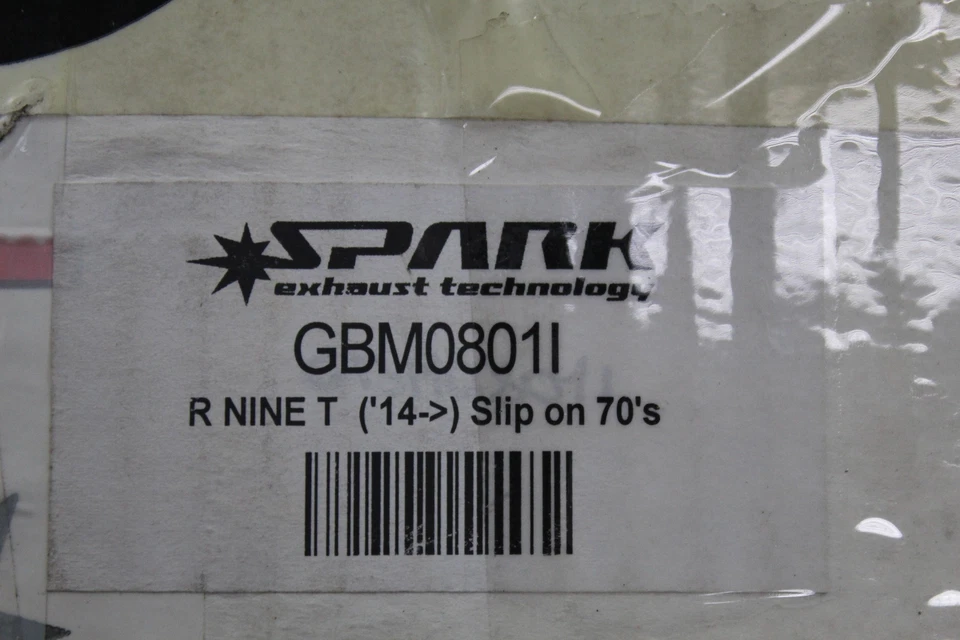 SPARK
exhaust technology
GBM0801I
R NINE T ('14->) Slip on 70's